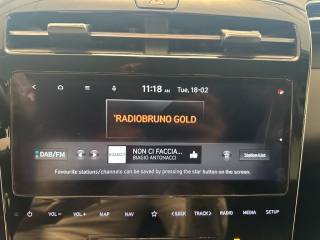 11:18 AM Tue, 18-02
RADIOBRUNO GOLD
DAB/FM
NON CI FACCIA...
BIAGIO ANTONACCI
Station List
Favourite stations/channels can be saved by pressing the star button on the screen.
VOL − VOL + MAP NAV < SEEK TRACK > RADIO MEDIA SETUP